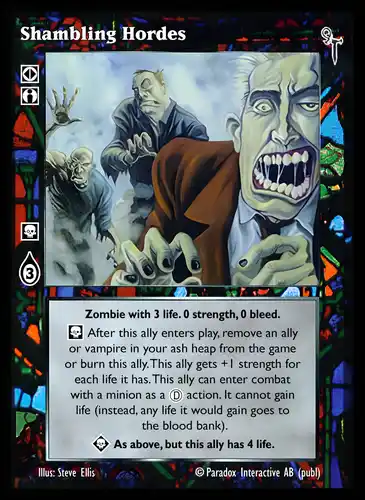 Shambling Hordes
3
Zombie with 3 life. 0 strength, 0 bleed.
After this ally enters play, remove an ally
or vampire in your ash heap from the game
or burn this ally. This ally gets +1 strength for
each life it has. This ally can enter combat
with a minion as a D action. It cannot gain
life (instead, any life it would gain goes to
the blood bank).
As above, but this ally has 4 life.
Illus: Steve Ellis © Paradox Interactive AB (publ)